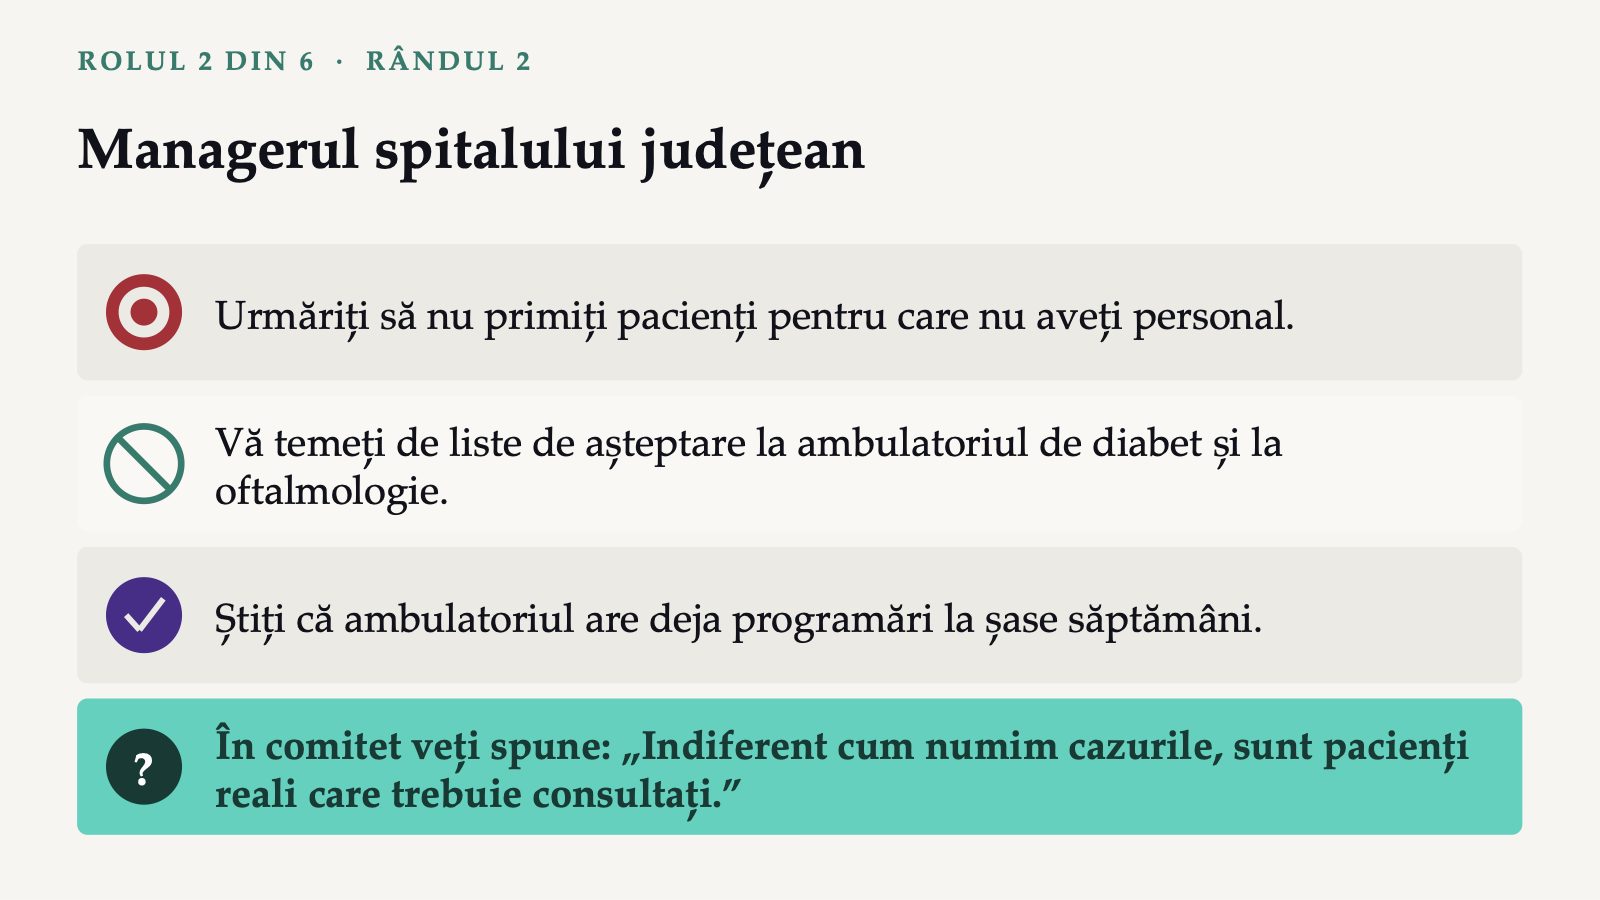 ROLUL 2 DIN 6 · RÂNDUL 2
Managerul spitalului județean
Urmăriți să nu primiți pacienți pentru care nu aveți personal.
Vă temeți de liste de așteptare la ambulatoriul de diabet și la
oftalmologie.
Știți că ambulatoriul are deja programări la șase săptămâni.
? În comitet veți spune: „Indiferent cum numim cazurile, sunt pacienți
reali care trebuie consultați.”